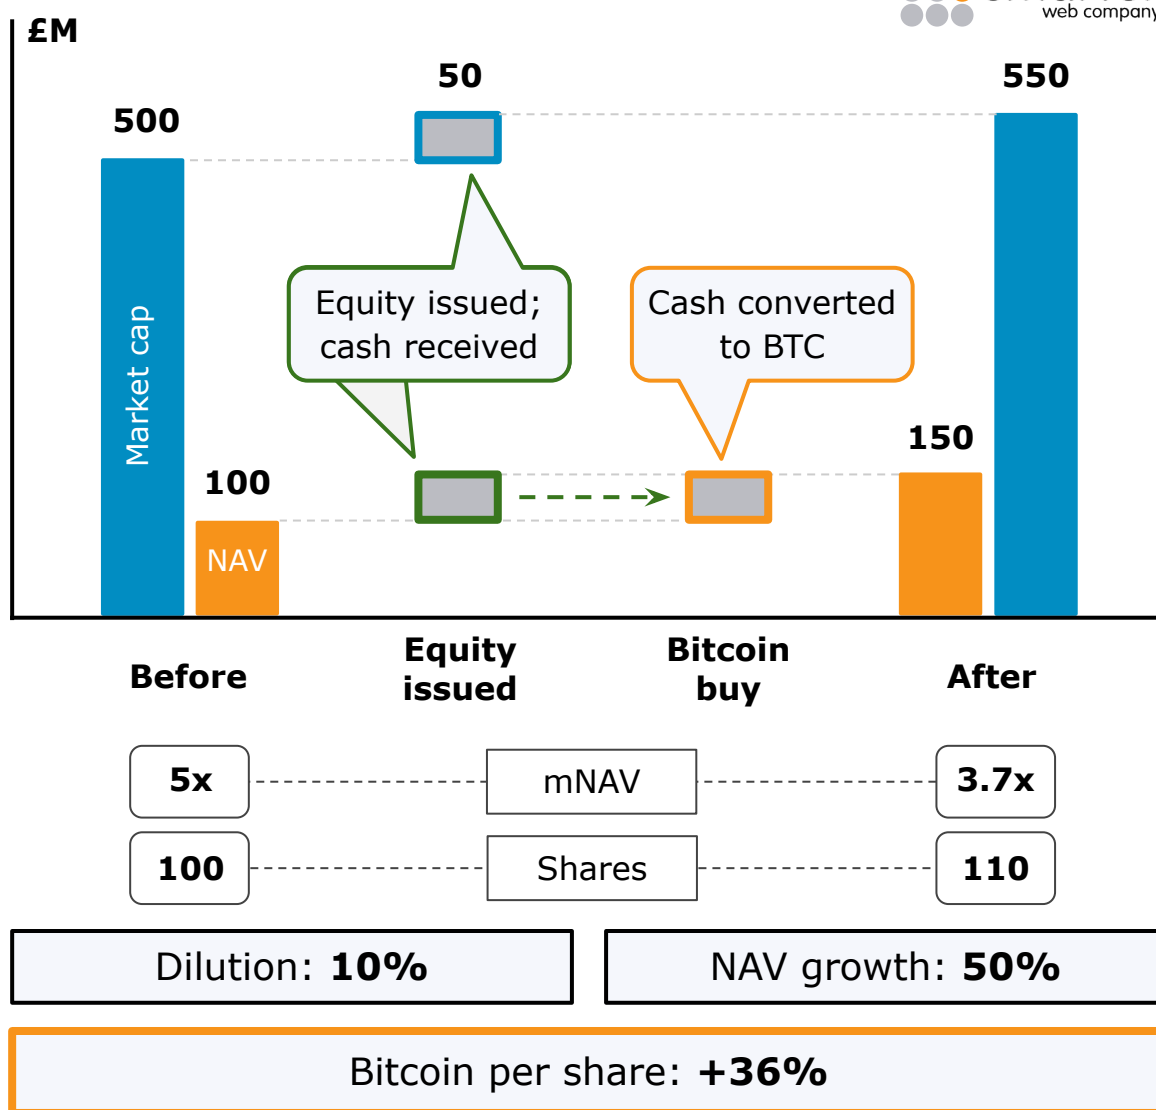 web company
£M
50
550
500
Equity issued;
cash received
Cash converted
to BTC
Market cap
150
100
NAV
Before
Equity
issued
Bitcoin
buy
After
5x
mNAV
3.7x
100
Shares
110
Dilution: 10%
NAV growth: 50%
Bitcoin per share: +36%